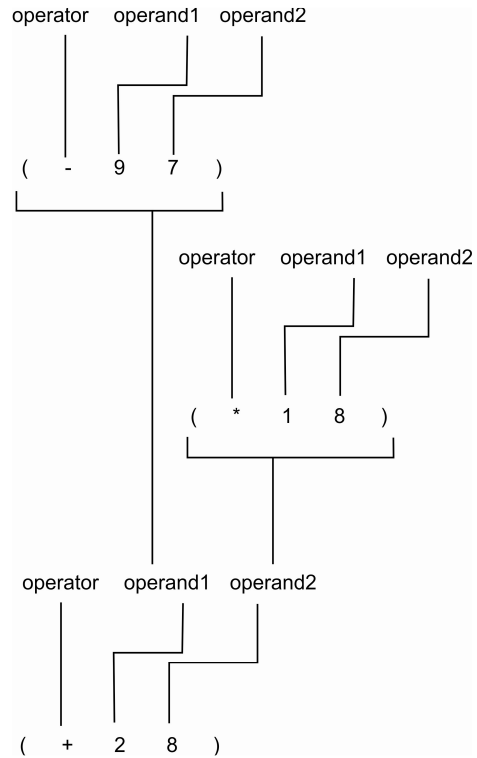 operator operand1 operand2
( - 9 7 )
operator operand1 operand2
( * 1 8 )
operator operand1 operand2
( + 2 8 )